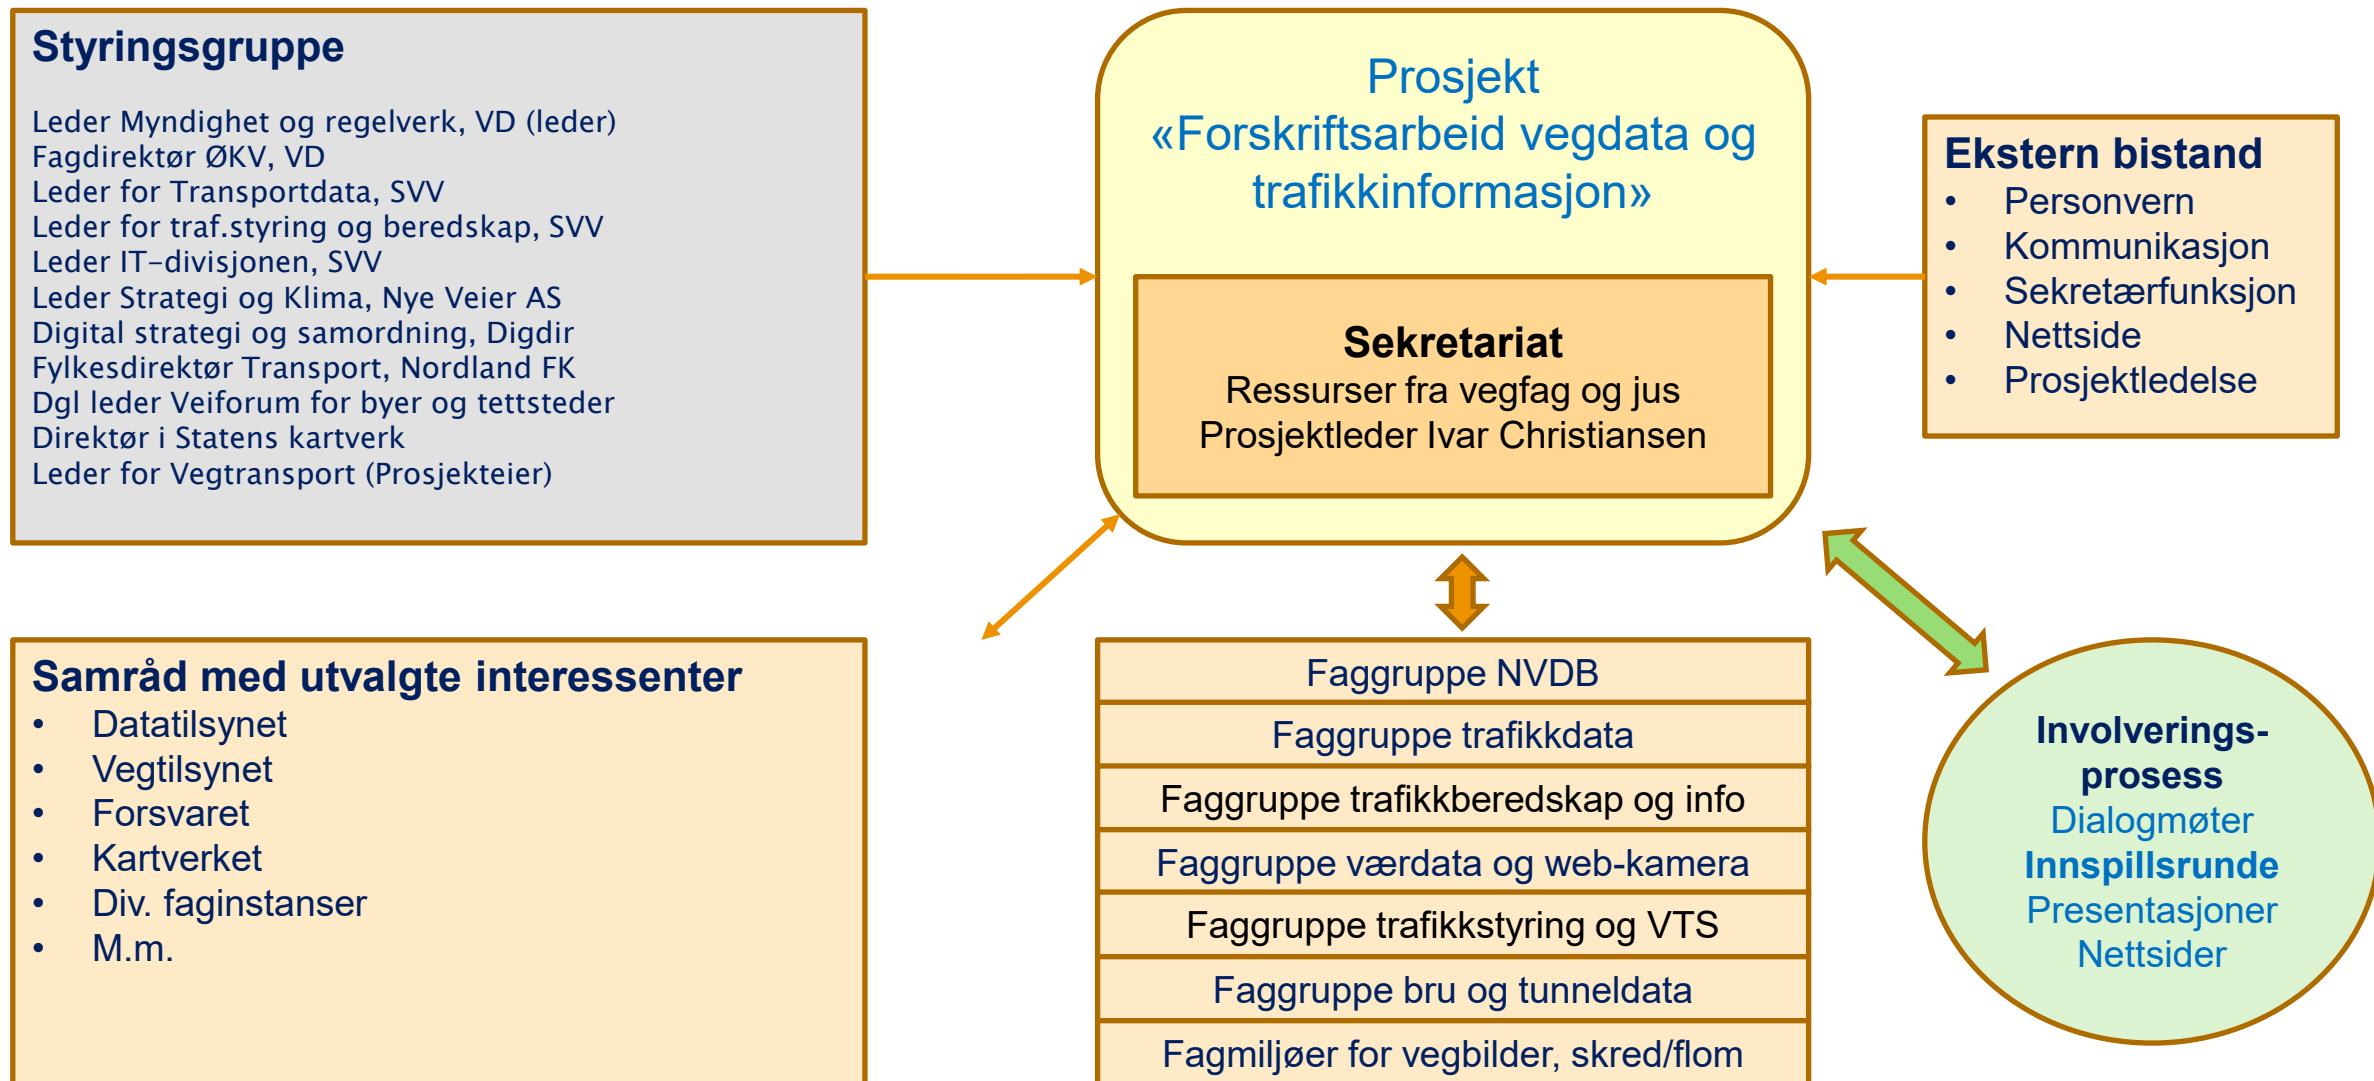 Styringsgruppe
Leder Myndighet og regelverk, VD (leder)
Fagdirektør ØKV, VD
Leder for Transportdata, SVV
Leder for traf.styring og beredskap, SVV
Leder IT-divisjonen, SVV
Leder Strategi og Klima, Nye Veier AS
Digital strategi og samordning, Digdir
Fylkesdirektør Transport, Nordland FK
Dgl leder Veiforum for byer og tettsteder
Direktør i Statens kartverk
Leder for Vegtransport (Prosjekteier)
Prosjekt
«Forskriftsarbeid vegdata og
trafikkinformasjon»
Sekretariat
Ressurser fra vegfag og jus
Prosjektleder Ivar Christiansen
Ekstern bistand
• Personvern
• Kommunikasjon
• Sekretærfunksjon
• Nettside
• Prosjektledelse
Samråd med utvalgte interessenter
• Datatilsynet
• Vegtilsynet
• Forsvaret
• Kartverket
• Div. faginstanser
• M.m.
Faggruppe NVDB
Faggruppe trafikkdata
Faggruppe trafikkberedskap og info
Faggruppe værdata og web-kamera
Faggruppe trafikkstyring og VTS
Faggruppe bru og tunneldata
Fagmiljøer for vegbilder, skred/flom
Involverings-
prosess
Dialogmøter
Innspillsrunde
Presentasjoner
Nettsider